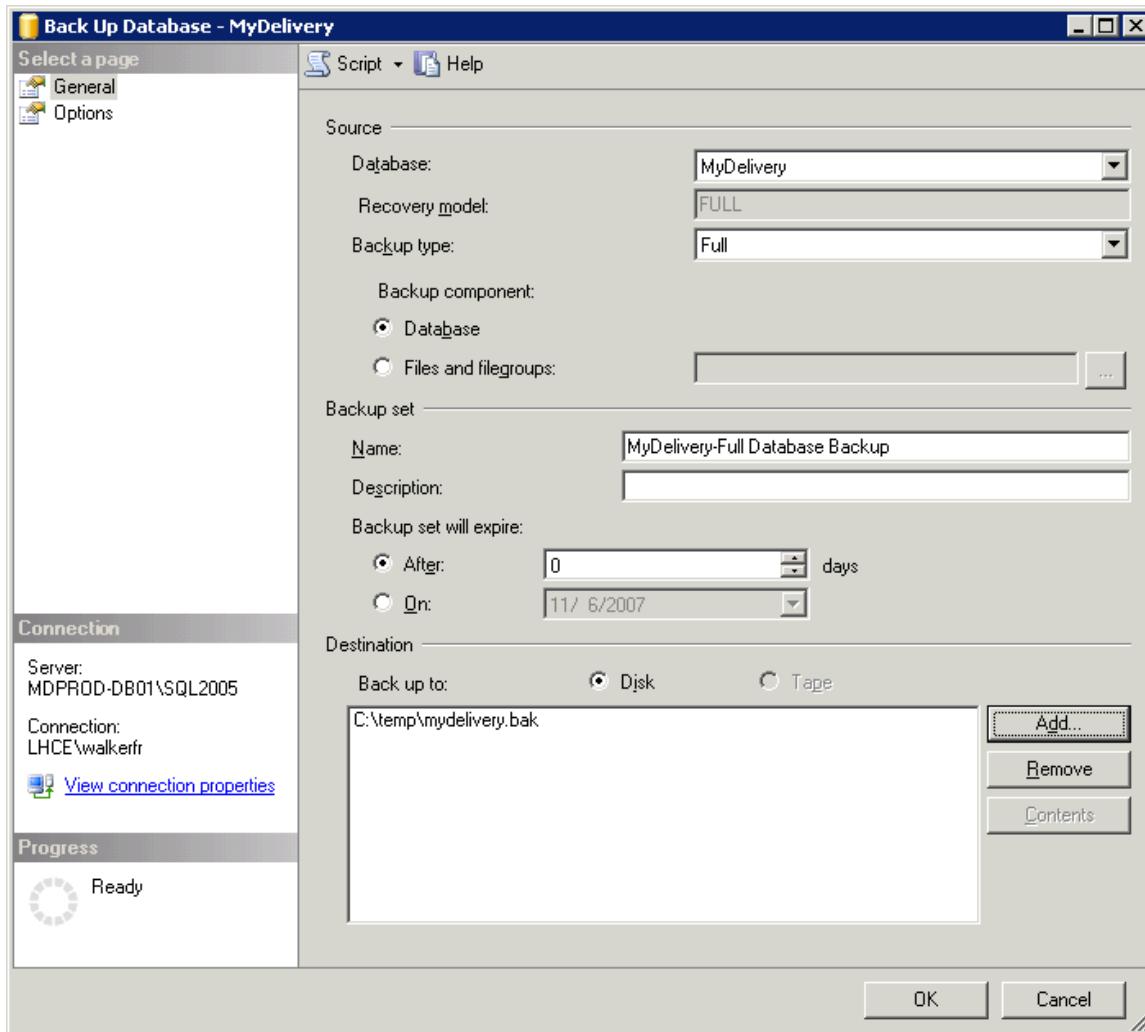 Back Up Database - MyDelivery
Select a page
General
Options
Script
Help
Source
Database:
MyDelivery
Recovery model:
FULL
Backup type:
Full
Backup component:
Database
Files and filegroups:
...
Backup set
Name:
MyDelivery-Full Database Backup
Description:
Backup set will expire:
After:
0
days
On:
11/ 6/2007
Destination
Back up to:
Disk
Tape
C:\temp\mydelivery.bak
Add...
Remove
Contents
Connection
Server:
MDPROD-DB01\SQL2005
Connection:
LHCE\walkerfr
View connection properties
Progress
Ready
OK
Cancel